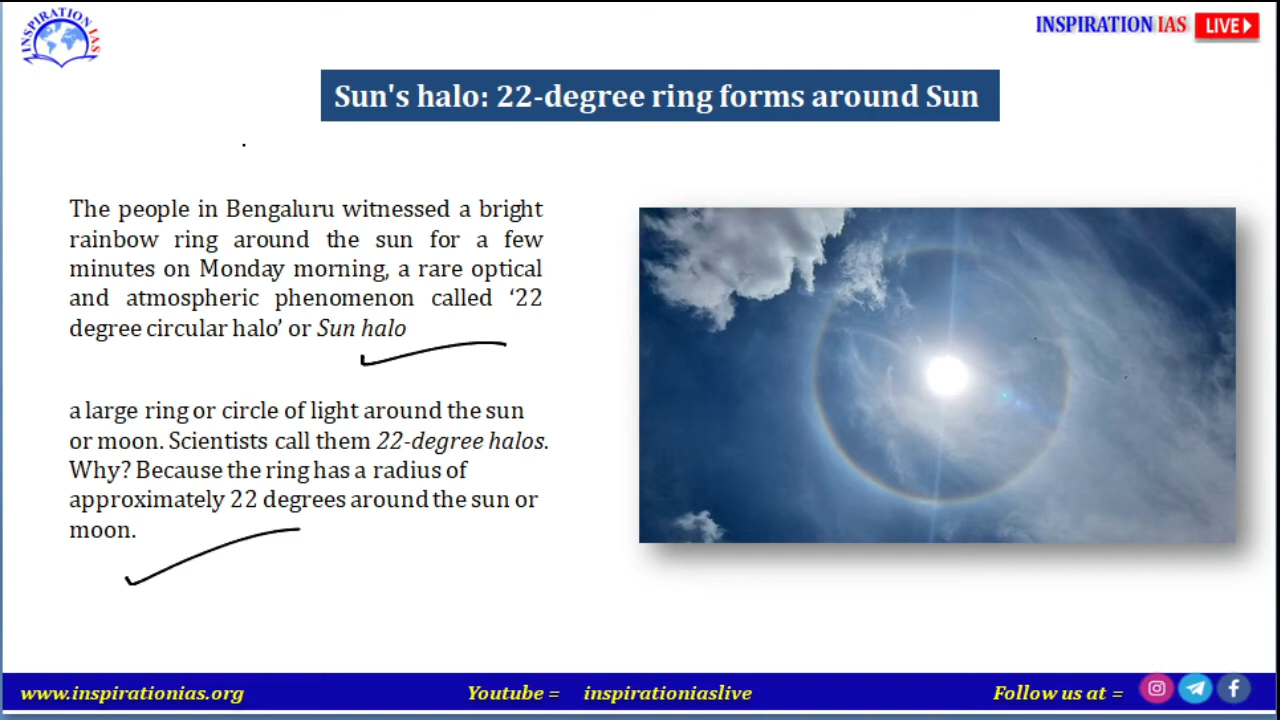 INSPIRATION IAS
INSPIRATION IAS LIVE
Sun's halo: 22-degree ring forms around Sun
The people in Bengaluru witnessed a bright
rainbow ring around the sun for a few
minutes on Monday morning, a rare optical
and atmospheric phenomenon called ‘22
degree circular halo’ or Sun halo
a large ring or circle of light around the sun
or moon. Scientists call them 22-degree halos.
Why? Because the ring has a radius of
approximately 22 degrees around the sun or
moon.
www.inspirationias.org Youtube = inspirationiaslive Follow us at =